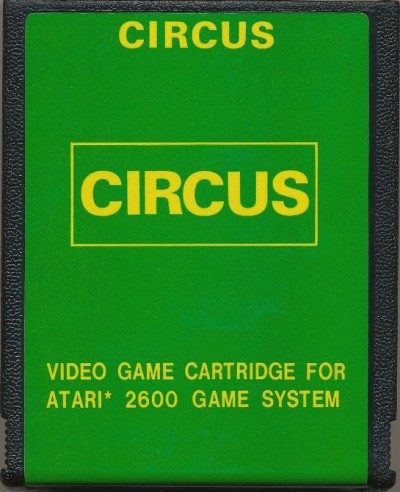 CIRCUS
CIRCUS
VIDEO GAME CARTRIDGE FOR
ATARI* 2600 GAME SYSTEM